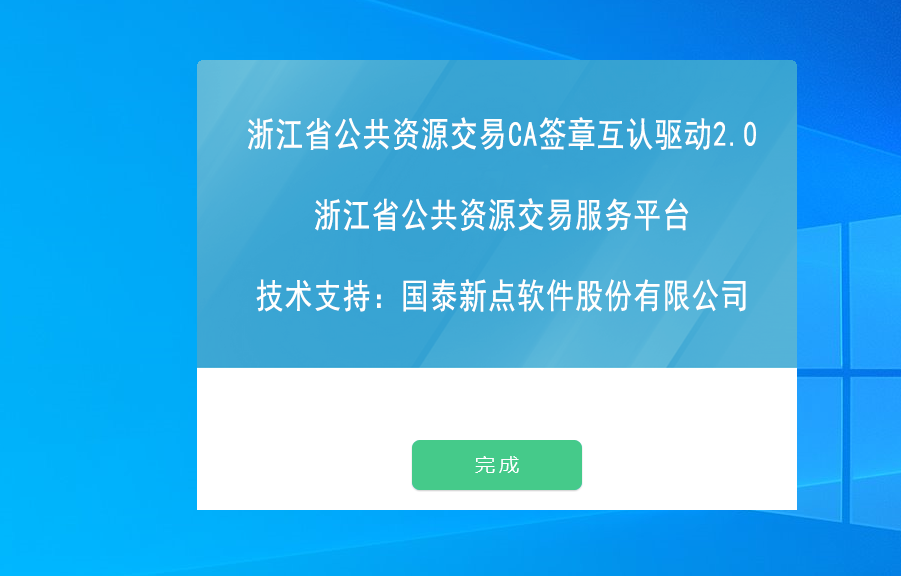 浙江省公共资源交易CA签章互认驱动2.0
浙江省公共资源交易服务平台
技术支持：国泰新点软件股份有限公司
完成